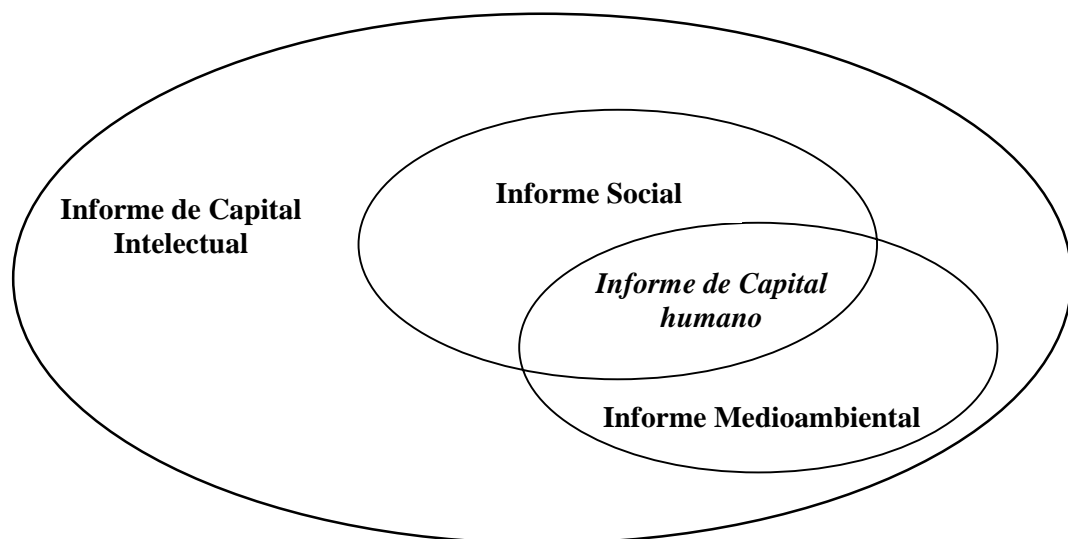 Informe Social
Informe de Capital
Intelectual
Informe de Capital
humano
Informe Medioambiental